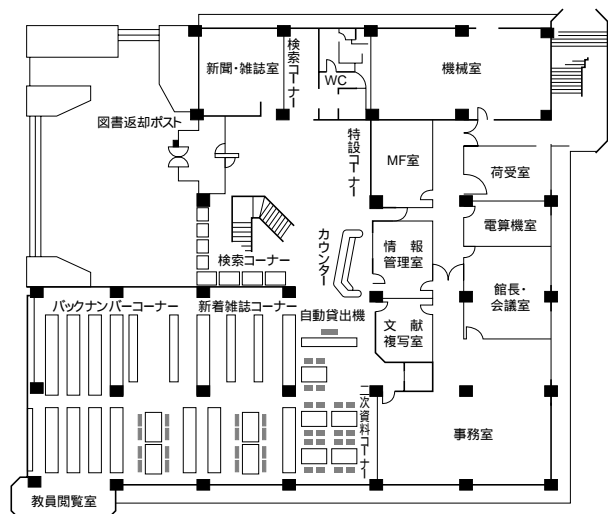 新聞・雑誌室
検索コーナー
WC
機械室
図書返却ポスト
特設コーナー
MF室
荷受室
電算機室
カウンター
情報
管理室
検索コーナー
館長・
会議室
バックナンバーコーナー
新着雑誌コーナー
自動貸出機
文献
複写室
二次資料コーナー
事務室
教員閲覧室